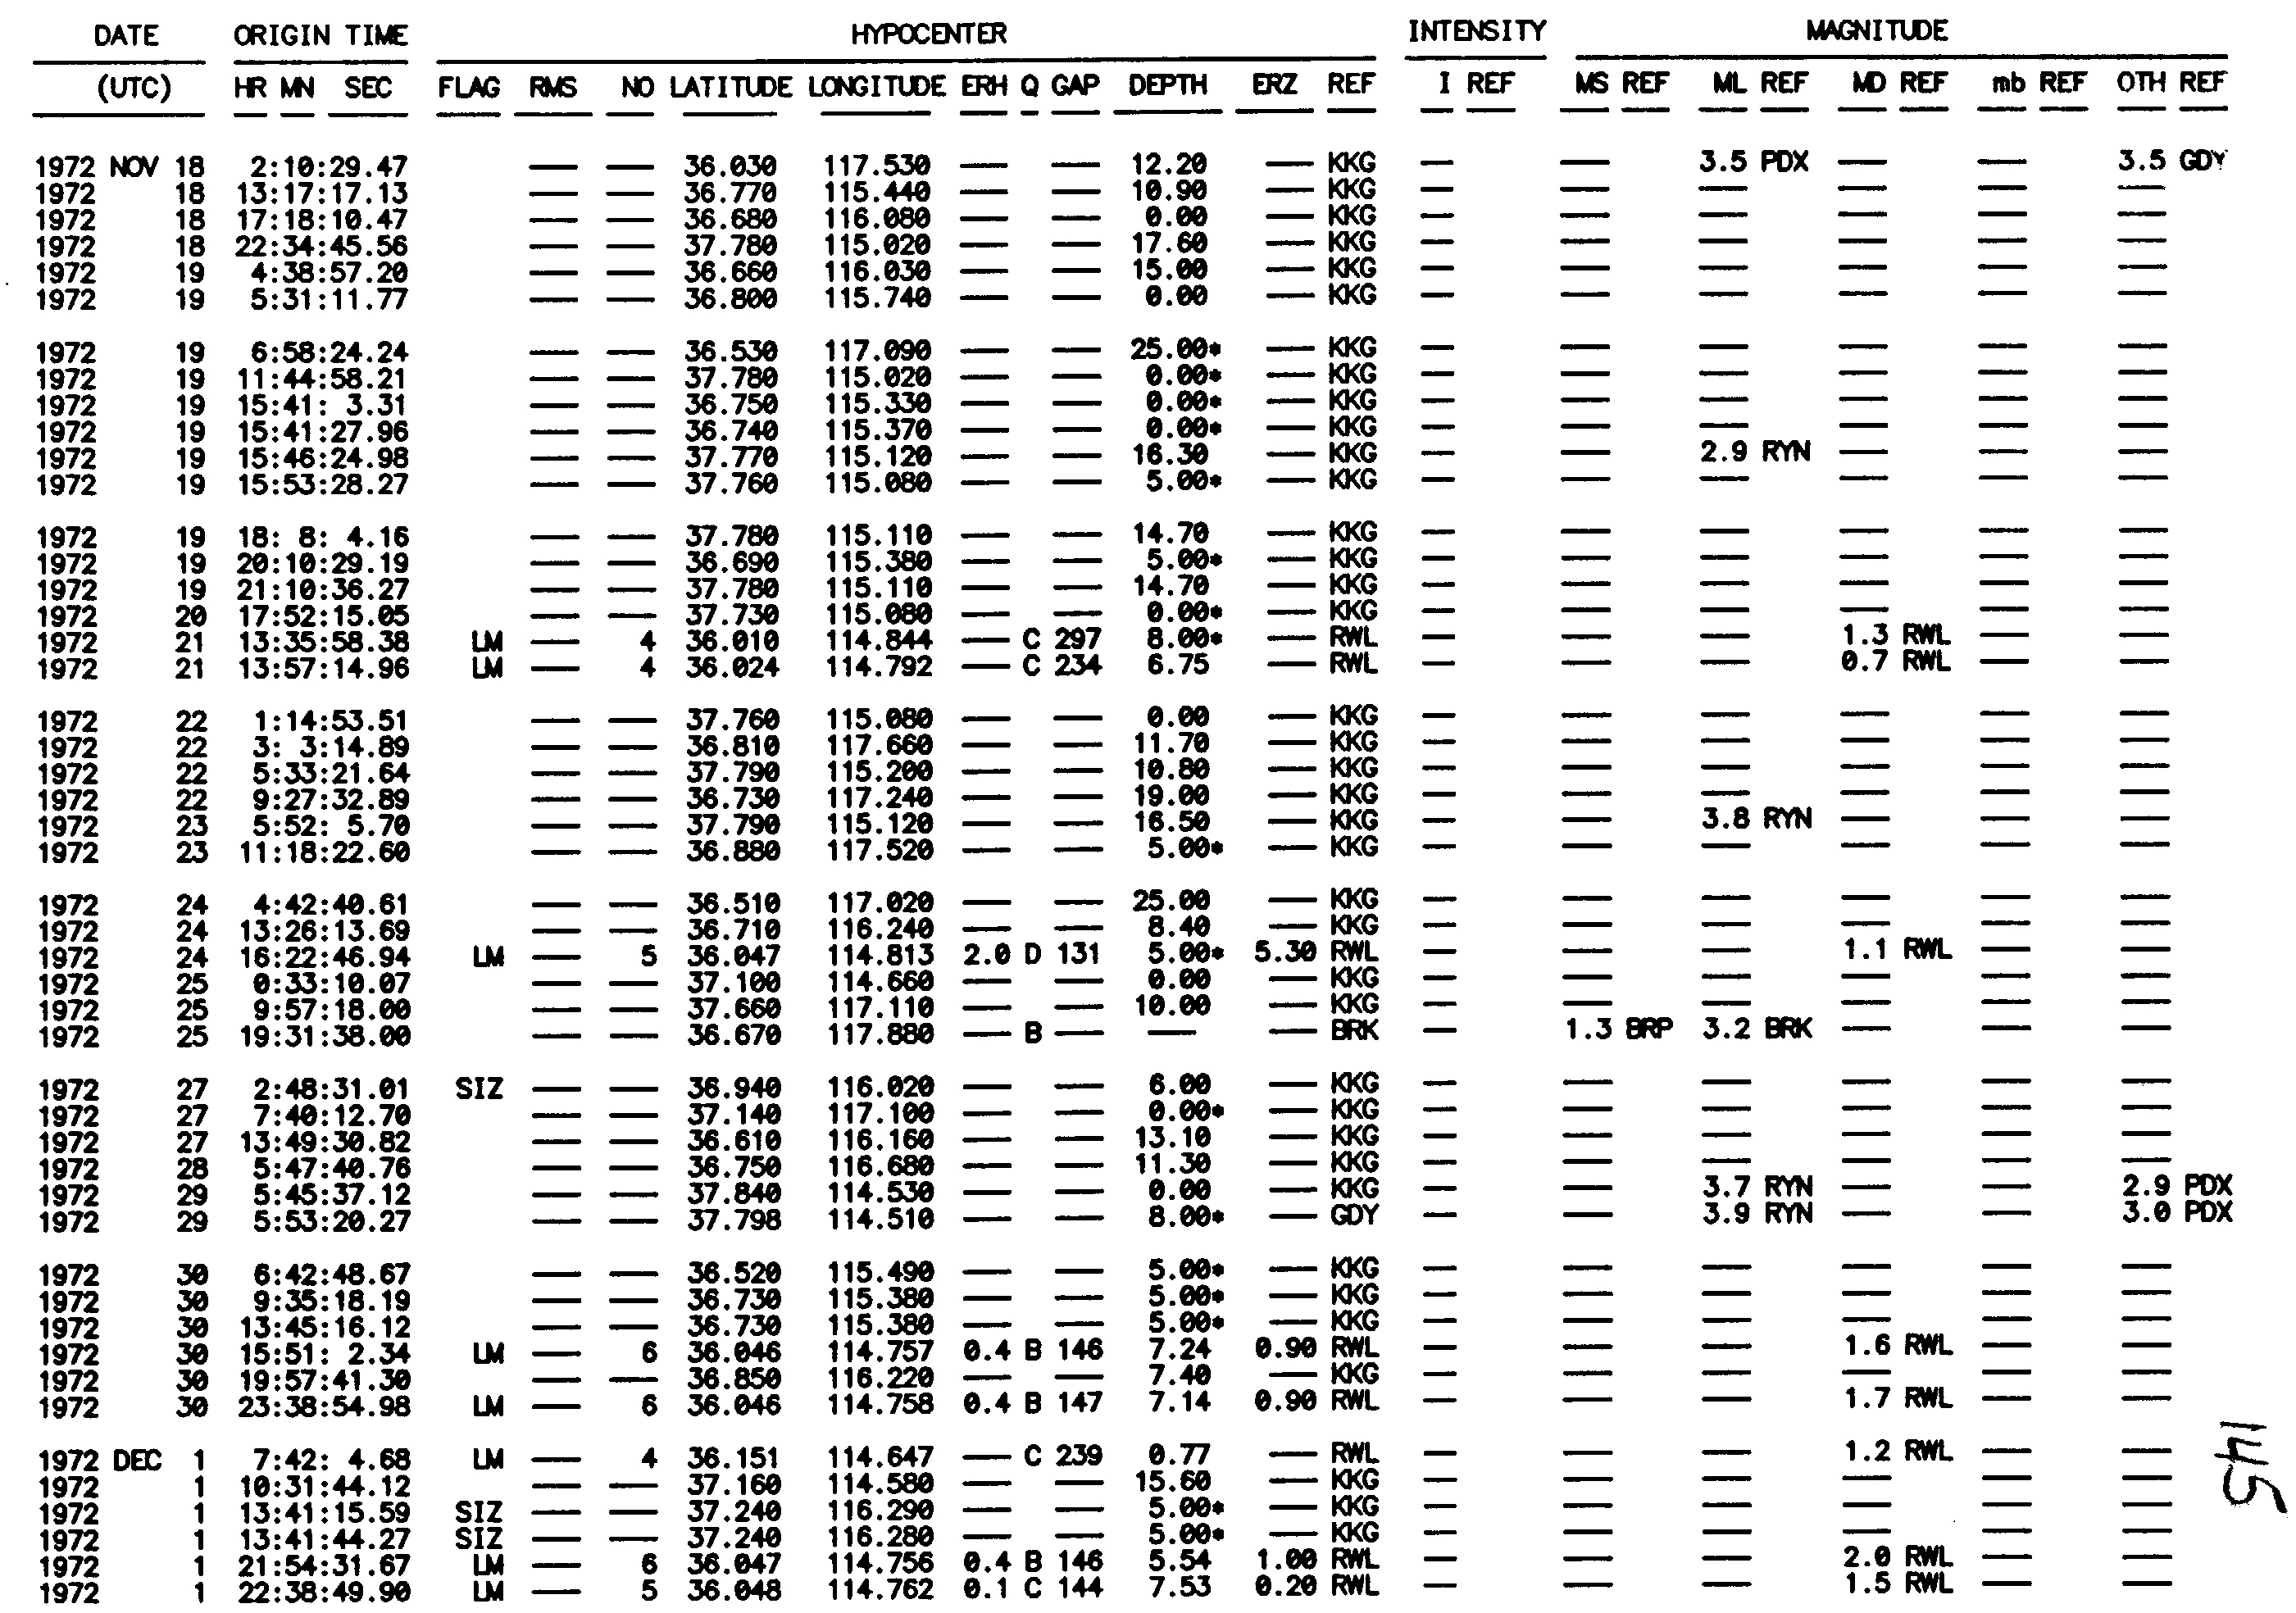 DATE ORIGIN TIME HYPOCENTER INTENSITY MAGNITUDE
(UTC) HR MN SEC FLAG RMS NO LATITUDE LONGITUDE ERH Q GAP DEPTH ERZ REF I REF MS REF ML REF MD REF mb REF OTH REF
1972 NOV 18 2:10:29.47 — — 36.030 117.530 — — 12.20 — KKG — — 3.5 PDX — — 3.5 GDY
1972 18 13:17:17.13 — — 36.770 115.440 — — 10.90 — KKG — — — — — —
1972 18 17:18:10.47 — — 36.680 116.080 — — 0.00 — KKG — — — — — —
1972 18 22:34:45.56 — — 37.780 115.020 — — 17.60 — KKG — — — — — —
1972 19 4:38:57.20 — — 36.660 116.030 — — 15.00 — KKG — — — — — —
1972 19 5:31:11.77 — — 36.800 115.740 — — 0.00 — KKG — — — — — —
1972 19 6:58:24.24 — — 36.530 117.090 — — 25.00* — KKG — — — — — —
1972 19 11:44:58.21 — — 37.780 115.020 — — 0.00* — KKG — — — — — —
1972 19 15:41: 3.31 — — 36.750 115.330 — — 0.00* — KKG — — — — — —
1972 19 15:41:27.96 — — 36.740 115.370 — — 0.00* — KKG — — — — — —
1972 19 15:46:24.98 — — 37.770 115.120 — — 16.30 — KKG — — 2.9 RYN — — —
1972 19 15:53:28.27 — — 37.760 115.080 — — 5.00* — KKG — — — — — —
1972 19 18: 8: 4.16 — — 37.780 115.110 — — 14.70 — KKG — — — — — —
1972 19 20:10:29.19 — — 36.690 115.380 — — 5.00* — KKG — — — — — —
1972 19 21:10:36.27 — — 37.780 115.110 — — 14.70 — KKG — — — — — —
1972 20 17:52:15.05 — — 37.730 115.080 — — 0.00* — KKG — — — — — —
1972 21 13:35:58.38 LM — 4 36.010 114.844 — C 297 8.00* — RWL — — — 1.3 RWL — —
1972 21 13:57:14.96 LM — 4 36.024 114.792 — C 234 6.75 — RWL — — — 0.7 RWL — —
1972 22 1:14:53.51 — — 37.760 115.080 — — 0.00 — KKG — — — — — —
1972 22 3: 3:14.89 — — 36.810 117.660 — — 11.70 — KKG — — — — — —
1972 22 5:33:21.64 — — 37.790 115.200 — — 10.80 — KKG — — — — — —
1972 22 9:27:32.89 — — 36.730 117.240 — — 19.00 — KKG — — — — — —
1972 23 5:52: 5.70 — — 37.790 115.120 — — 16.50 — KKG — — 3.8 RYN — — —
1972 23 11:18:22.60 — — 36.880 117.520 — — 5.00* — KKG — — — — — —
1972 24 4:42:40.61 — — 36.510 117.020 — — 25.00 — KKG — — — — — —
1972 24 13:26:13.69 — — 36.710 116.240 — — 8.40 — KKG — — — — — —
1972 24 16:22:46.94 LM — 5 36.047 114.813 2.0 D 131 5.00* 5.30 RWL — — — 1.1 RWL — —
1972 25 0:33:10.07 — — 37.100 114.660 — — 0.00 — KKG — — — — — —
1972 25 9:57:18.00 — — 37.660 117.110 — — 10.00 — KKG — — — — — —
1972 25 19:31:38.00 — — 36.670 117.880 — B — — — BRK — 1.3 BRP 3.2 BRK — — —
1972 27 2:48:31.01 SIZ — — 36.940 116.020 — — 6.00 — KKG — — — — — —
1972 27 7:40:12.70 — — 37.140 117.100 — — 0.00* — KKG — — — — — —
1972 27 13:49:30.82 — — 36.610 116.160 — — 13.10 — KKG — — — — — —
1972 28 5:47:40.76 — — 36.750 116.680 — — 11.30 — KKG — — — — — —
1972 29 5:45:37.12 — — 37.840 114.530 — — 0.00 — KKG — — 3.7 RYN — — 2.9 PDX
1972 29 5:53:20.27 — — 37.798 114.510 — — 8.00* — GDY — — 3.9 RYN — — 3.0 PDX
1972 30 6:42:48.67 — — 36.520 115.490 — — 5.00* — KKG — — — — — —
1972 30 9:35:18.19 — — 36.730 115.380 — — 5.00* — KKG — — — — — —
1972 30 13:45:16.12 — — 36.730 115.380 — — 5.00* — KKG — — — — — —
1972 30 15:51: 2.34 LM — 6 36.046 114.757 0.4 B 146 7.24 0.90 RWL — — — 1.6 RWL — —
1972 30 19:57:41.30 — — 36.850 116.220 — — 7.40 — KKG — — — — — —
1972 30 23:38:54.98 LM — 6 36.046 114.758 0.4 B 147 7.14 0.90 RWL — — — 1.7 RWL — —
1972 DEC 1 7:42: 4.68 LM — 4 36.151 114.647 — C 239 0.77 — RWL — — — 1.2 RWL — —
1972 1 10:31:44.12 — — 37.160 114.580 — — 15.60 — KKG — — — — — —
1972 1 13:41:15.59 SIZ — — 37.240 116.290 — — 5.00* — KKG — — — — — —
1972 1 13:41:44.27 SIZ — — 37.240 116.280 — — 5.00* — KKG — — — — — —
1972 1 21:54:31.67 LM — 6 36.047 114.756 0.4 B 146 5.54 1.00 RWL — — — 2.0 RWL — —
1972 1 22:38:49.90 LM — 5 36.048 114.762 0.1 C 144 7.53 0.20 RWL — — — 1.5 RWL — —
145